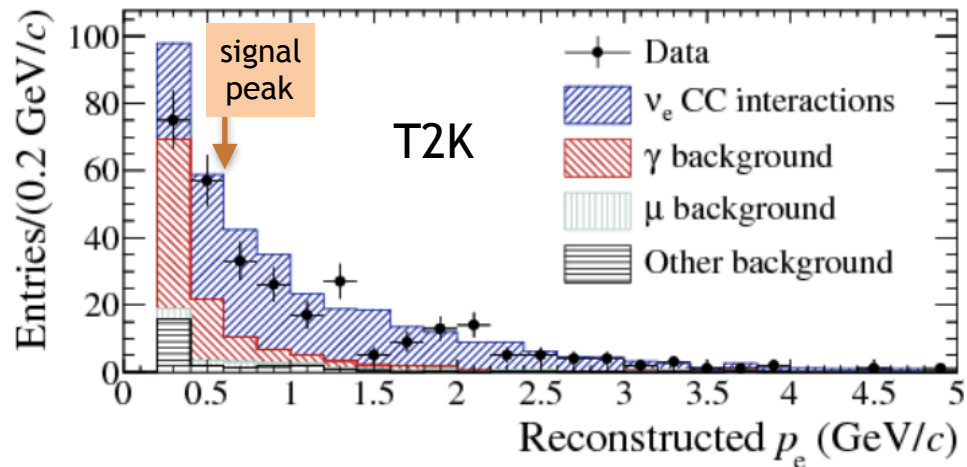 100
80
60
40
20
0
Entries/(0.2 GeV/c)
signal
peak
T2K
Data
νe CC interactions
γ background
μ background
Other background
0 0.5 1 1.5 2 2.5 3 3.5 4 4.5 5
Reconstructed pe (GeV/c)